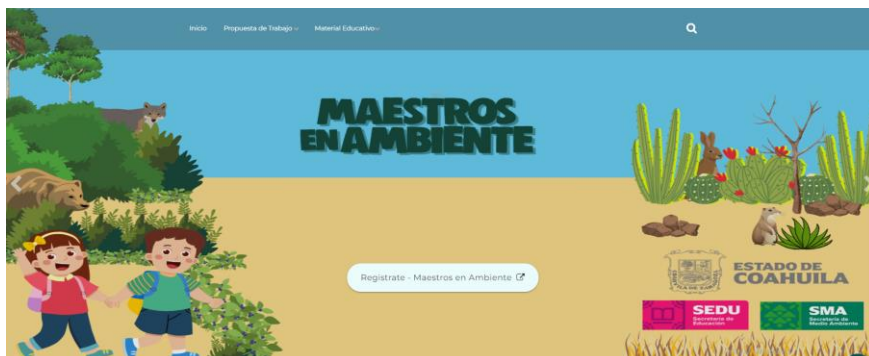 Inicio Propuesta de Trabajo Material Educativo
MAESTROS
EN AMBIENTE
Registrate - Maestros en Ambiente
ESTADO DE
COAHUILA
SEDU
Secretaría de
Educación
SMA
Secretaría de
Medio Ambiente